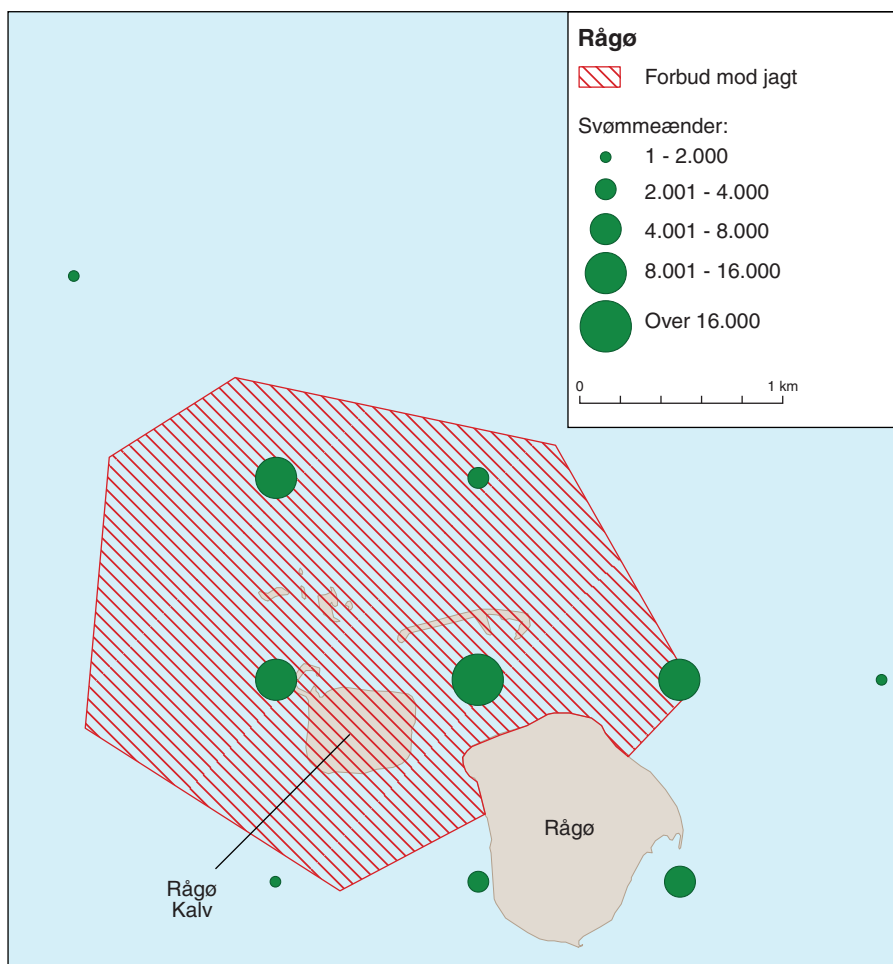 Rågø
Forbud mod jagt
Svømmeænder:
1 - 2.000
2.001 - 4.000
4.001 - 8.000
8.001 - 16.000
Over 16.000
0 1 km
Rågø
Rågø
Kalv